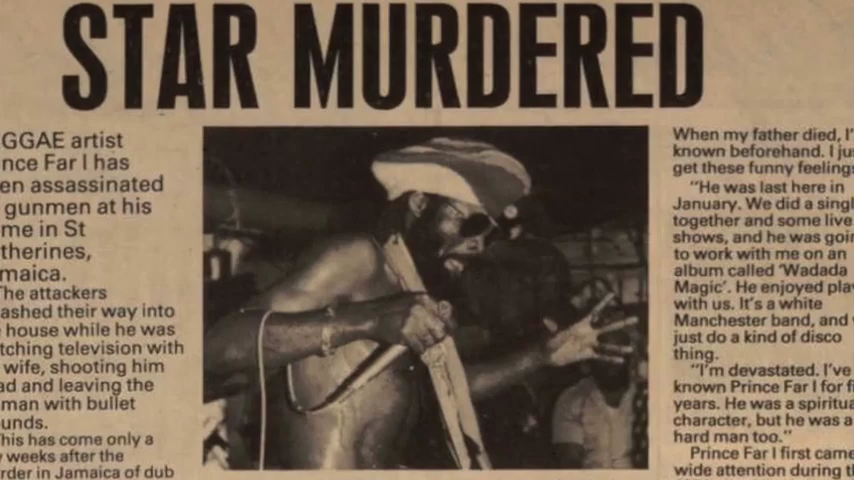 STAR MURDERED
GGAE artist
nce Far I has
en assassinated
gunmen at his
me in St
therines,
maica.
The attackers
ashed their way into
e house while he was
tching television with
wife, shooting him
ad and leaving the
man with bullet
unds.
his has come only a
weeks after the
rder in Jamaica of dub
When my father died, I'
known beforehand. I jus
get these funny feelings
"He was last here in
January. We did a singl
together and some live
shows, and he was goin
to work with me on an
album called 'Wadada
Magic'. He enjoyed play
with us. It's a white
Manchester band, and w
just do a kind of disco
thing.
"I'm devastated. I've
known Prince Far I for fi
years. He was a spiritua
character, but he was a
hard man too."
Prince Far I first came
wide attention during th